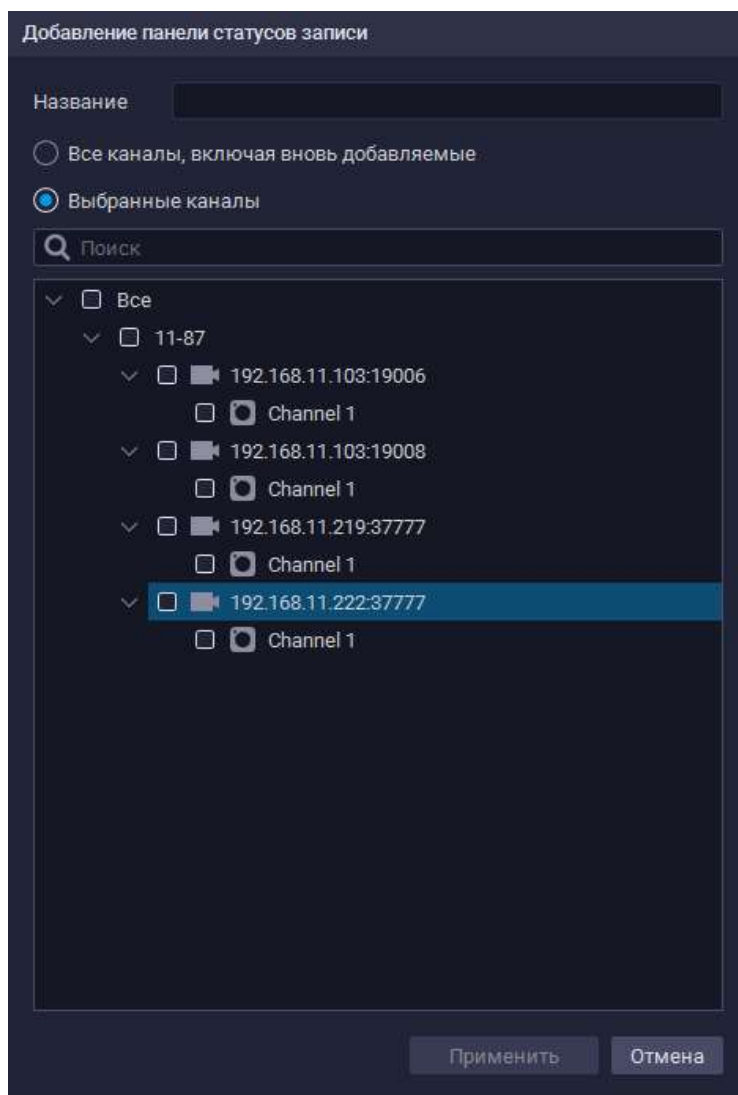 Добавление панели статусов записи
Название
Все каналы, включая вновь добавляемые
Выбранные каналы
Поиск
Все
11-87
192.168.11.103:19006
Channel 1
192.168.11.103:19008
Channel 1
192.168.11.219:37777
Channel 1
192.168.11.222:37777
Channel 1
Применить Отмена